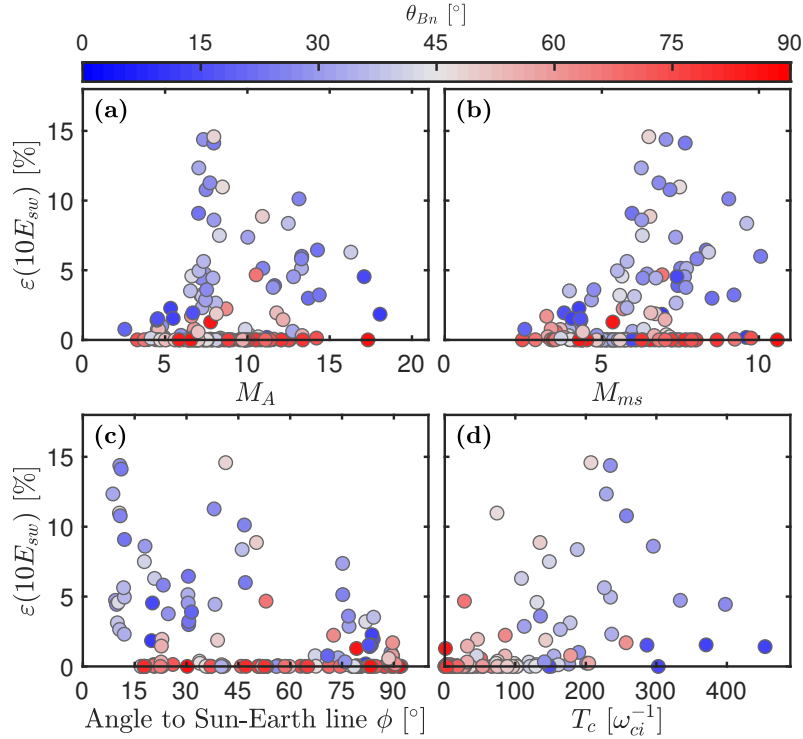 θ_{Bn} [°]
0 15 30 45 60 75 90
(a) (b)
ε(10E_{sw}) [%]
15
10
5
0
0 5 10 15 20
5 10
M_A M_{ms}
(c) (d)
ε(10E_{sw}) [%]
15
10
5
0
0 15 30 45 60 75 90
0 100 200 300 400
Angle to Sun-Earth line ϕ [°] T_c [ω_{ci}^{-1}]